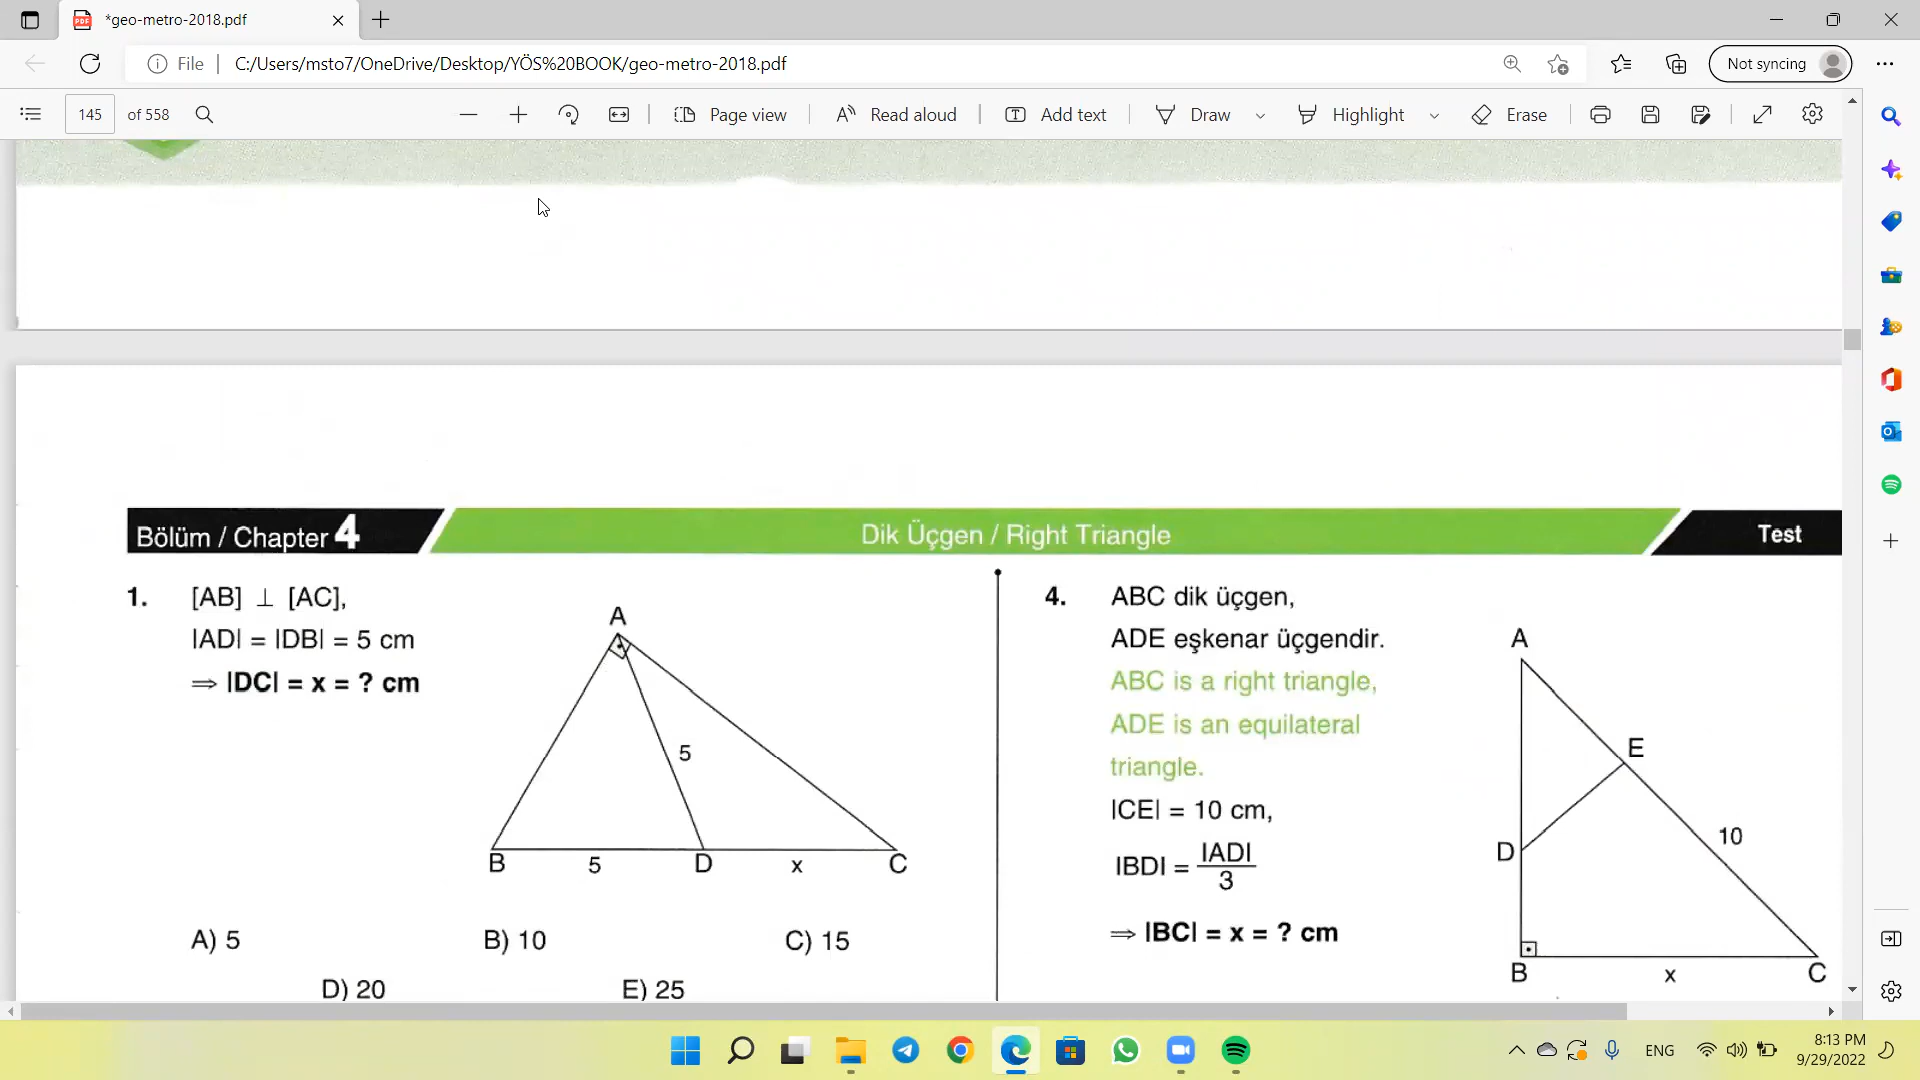 *geo-metro-2018.pdf
File
C:/Users/msto7/OneDrive/Desktop/YÖS%20BOOK/geo-metro-2018.pdf
Not syncing
145 of 558
Page view
Read aloud
Add text
Draw
Highlight
Erase
Bölüm / Chapter 4
Dik Üçgen / Right Triangle
Test
1. [AB] ⊥ [AC],
|AD| = |DB| = 5 cm
⇒ |DC| = x = ? cm
A
5
B 5 D x C
A) 5 B) 10 C) 15
D) 20 E) 25
4. ABC dik üçgen,
ADE eşkenar üçgendir.
ABC is a right triangle,
ADE is an equilateral
triangle.
|CE| = 10 cm,
|BD| = |AD|/3
⇒ |BC| = x = ? cm
A
E
10
D
B x C
ENG
8:13 PM
9/29/2022